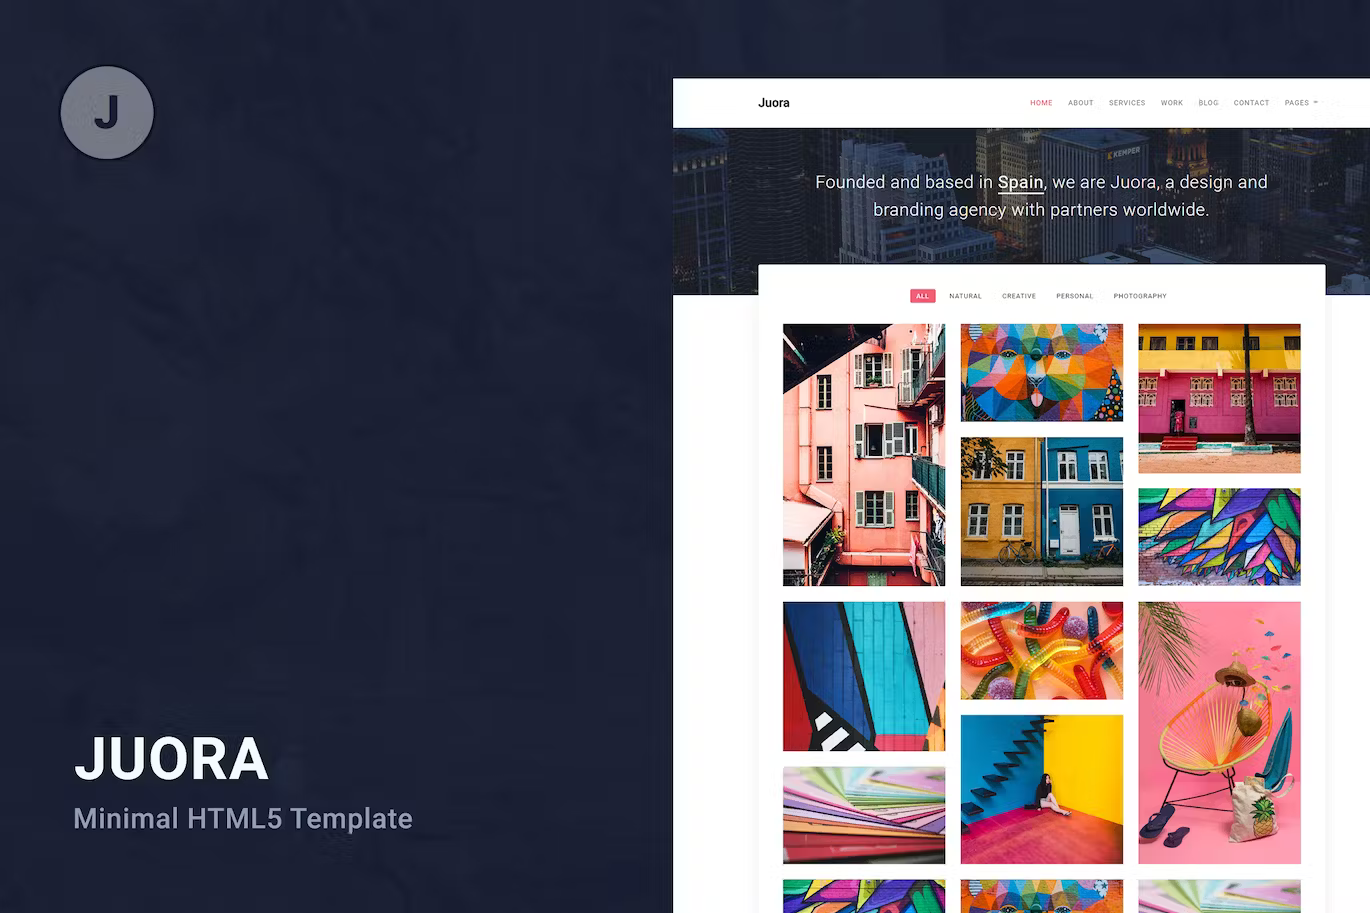 J
JUORA
Minimal HTML5 Template
Juora
HOME ABOUT SERVICES WORK BLOG CONTACT PAGES
KEMPER
Founded and based in Spain, we are Juora, a design and
branding agency with partners worldwide.
ALL NATURAL CREATIVE PERSONAL PHOTOGRAPHY